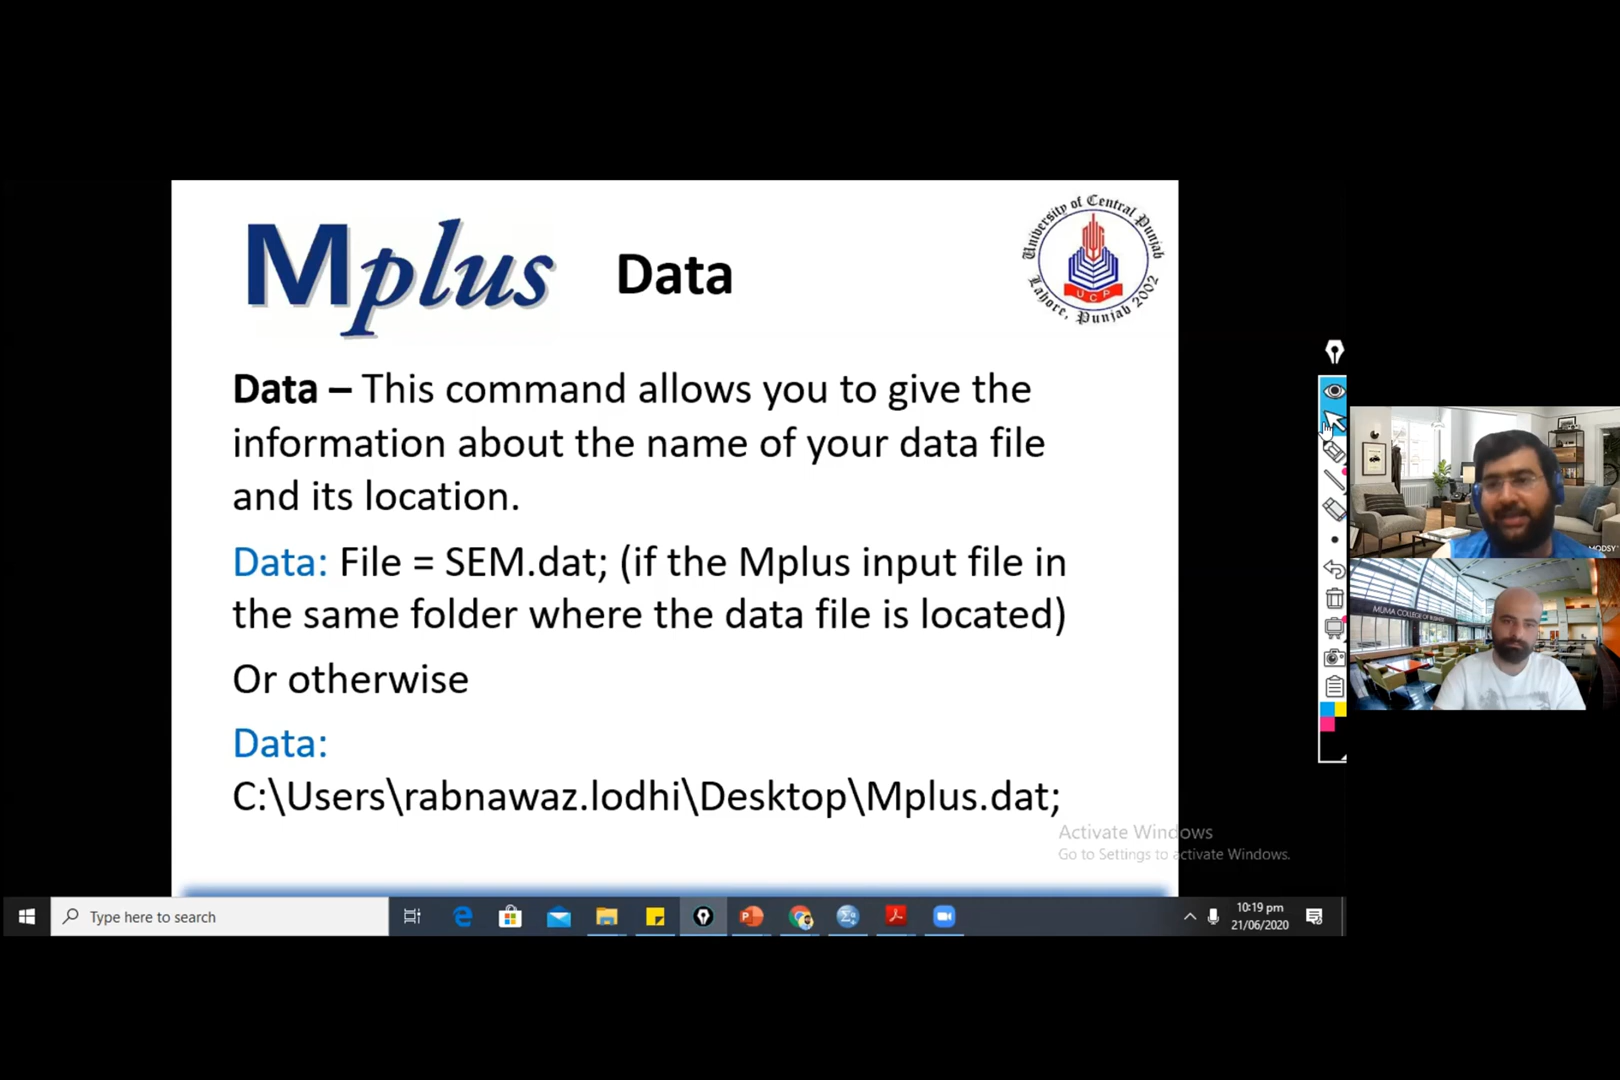 Mplus
Data
University of Central Punjab
UCP
Lahore, Punjab 2002
Data – This command allows you to give the
information about the name of your data file
and its location.
Data: File = SEM.dat; (if the Mplus input file in
the same folder where the data file is located)
Or otherwise
Data:
C:\Users\rabnawaz.lodhi\Desktop\Mplus.dat;
Activate Windows
Go to Settings to activate Windows.
MODSY
MUMA COLLEGE OF BUSINESS
Type here to search
10:19 pm
21/06/2020